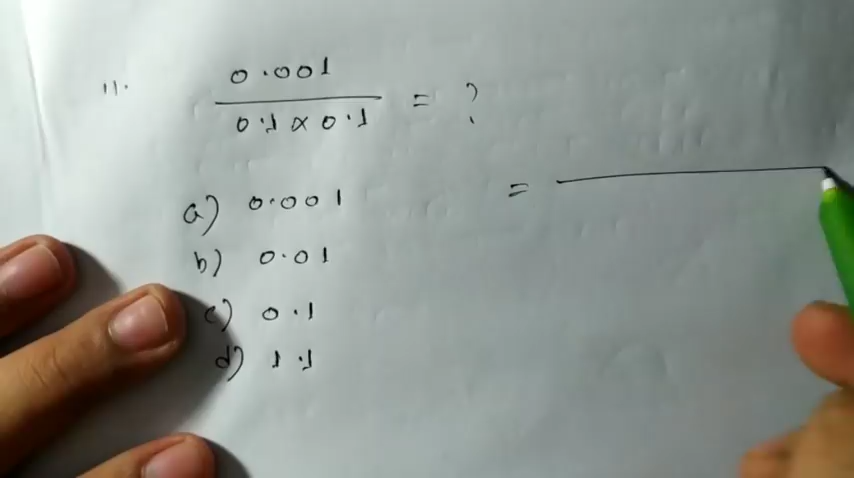 11. 0.001
0.1 × 0.1 = ?
=
a) 0.001
b) 0.01
c) 0.1
d) 1.1